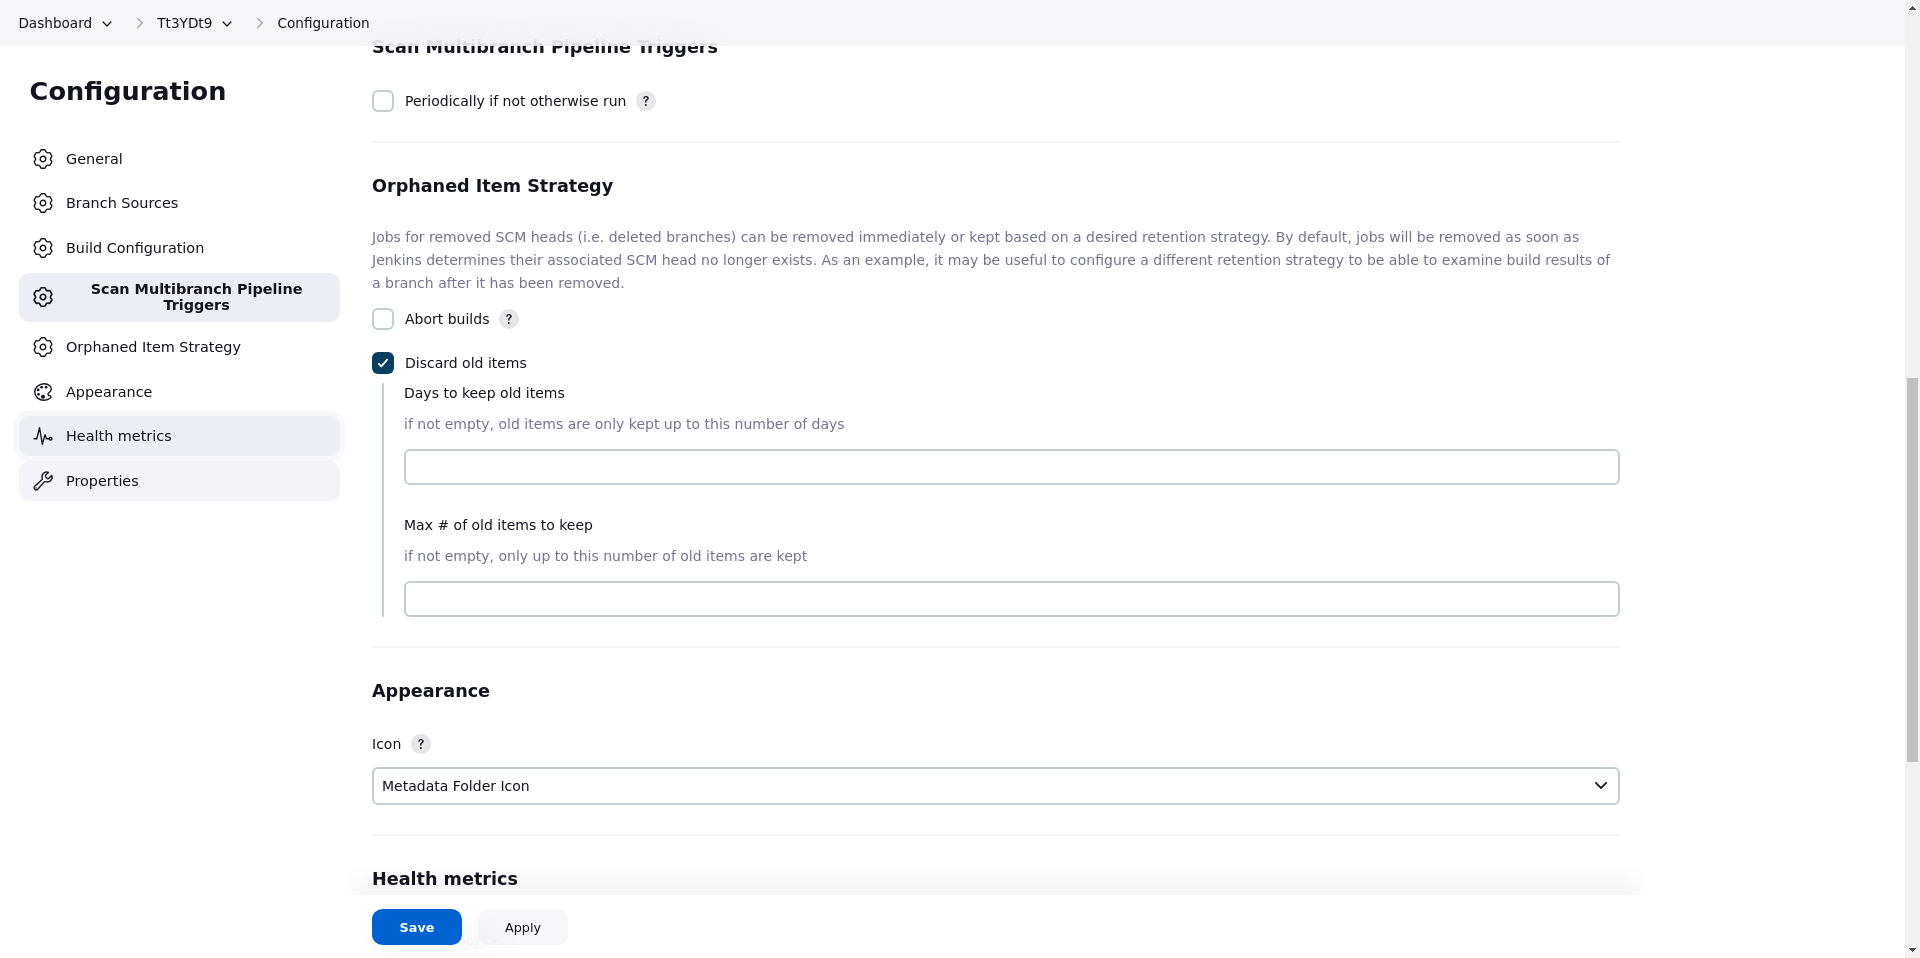 Dashboard
Tt3YDt9
Configuration
Configuration
General
Branch Sources
Build Configuration
Scan Multibranch Pipeline
Triggers
Orphaned Item Strategy
Appearance
Health metrics
Properties
Scan Multibranch Pipeline Triggers
Periodically if not otherwise run ?
Orphaned Item Strategy
Jobs for removed SCM heads (i.e. deleted branches) can be removed immediately or kept based on a desired retention strategy. By default, jobs will be removed as soon as
Jenkins determines their associated SCM head no longer exists. As an example, it may be useful to configure a different retention strategy to be able to examine build results of
a branch after it has been removed.
Abort builds ?
Discard old items
Days to keep old items
if not empty, old items are only kept up to this number of days
Max # of old items to keep
if not empty, only up to this number of old items are kept
Appearance
Icon ?
Metadata Folder Icon
Health metrics
Save
Apply